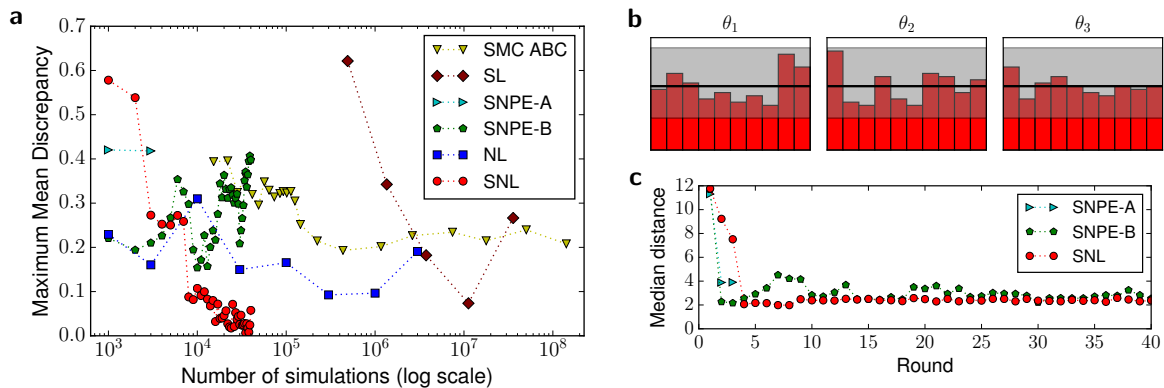 a
Maximum Mean Discrepancy
0.7
0.6
0.5
0.4
0.3
0.2
0.1
0.0
10³ 10⁴ 10⁵ 10⁶ 10⁷ 10⁸
Number of simulations (log scale)
SMC ABC
SL
SNPE-A
SNPE-B
NL
SNL
b
θ₁ θ₂ θ₃
c
Median distance
12
10
8
6
4
2
0
0 5 10 15 20 25 30 35 40
Round
SNPE-A
SNPE-B
SNL